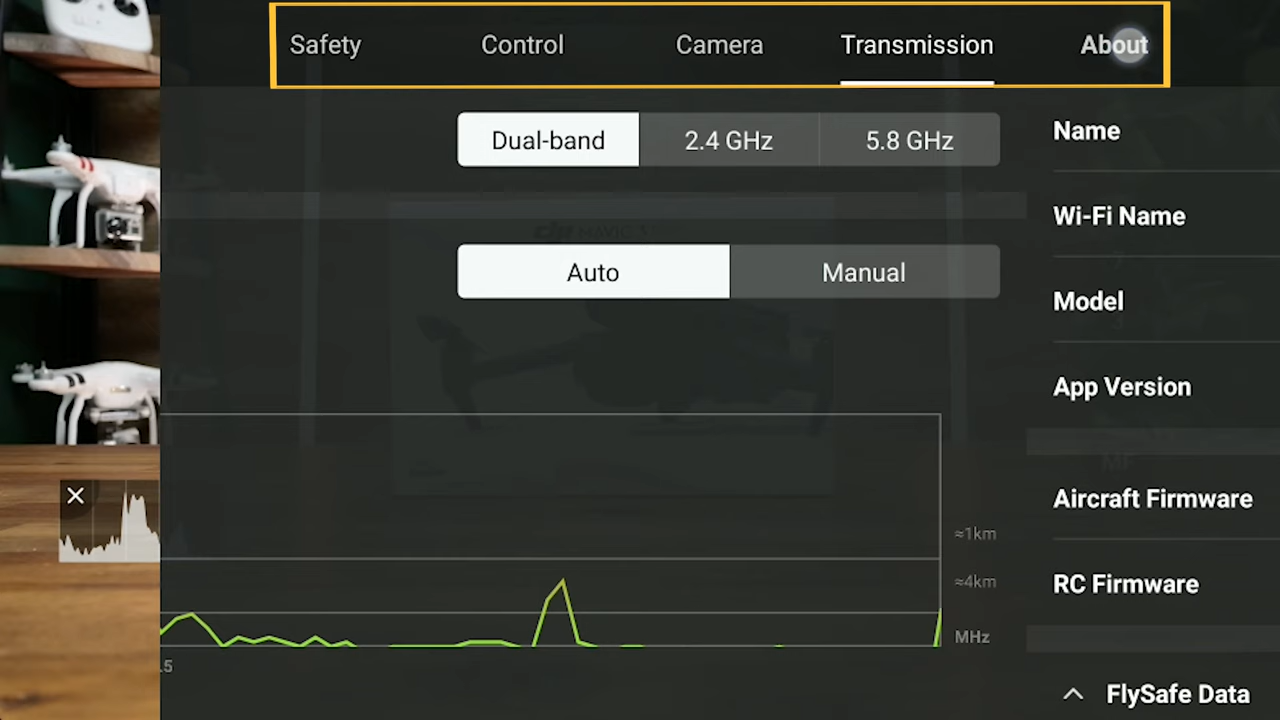 Safety Control Camera Transmission About
Dual-band 2.4 GHz 5.8 GHz
Auto Manual
≈1km
≈4km
MHz
.5
Name
Wi-Fi Name
Model
App Version
Aircraft Firmware
RC Firmware
FlySafe Data